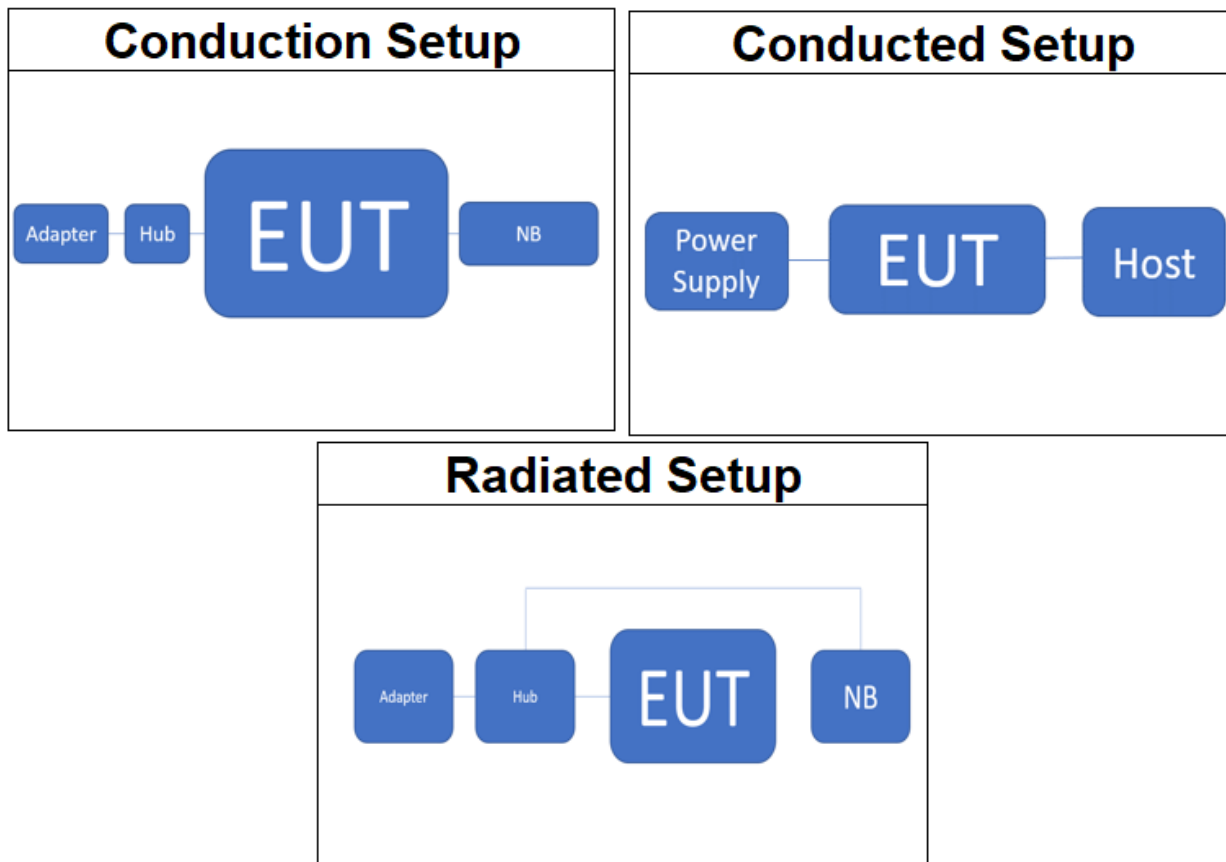 Conduction Setup
Adapter
Hub
EUT
NB
Conducted Setup
Power
Supply
EUT
Host
Radiated Setup
Adapter
Hub
EUT
NB